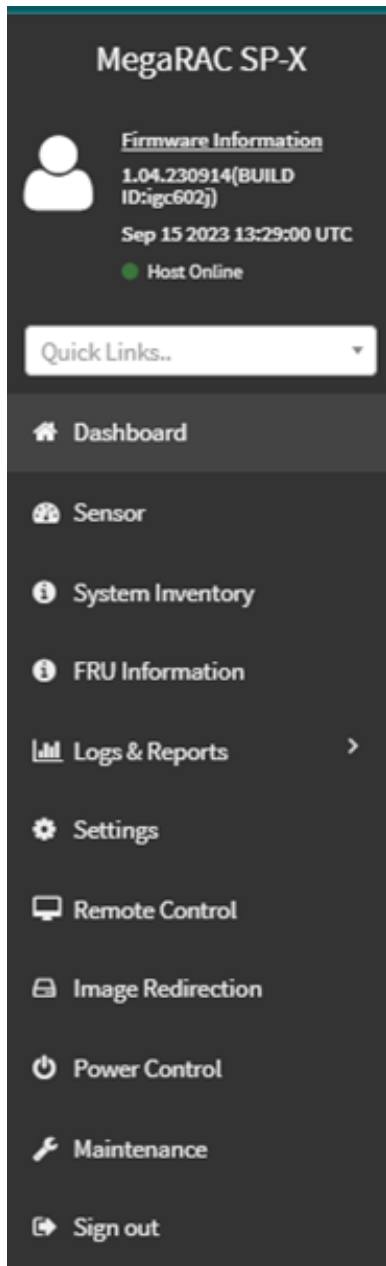 MegaRAC SP-X
Firmware Information
1.04.230914(BUILD
ID:igc602j)
Sep 15 2023 13:29:00 UTC
Host Online
Quick Links..
Dashboard
Sensor
System Inventory
FRU Information
Logs & Reports
Settings
Remote Control
Image Redirection
Power Control
Maintenance
Sign out